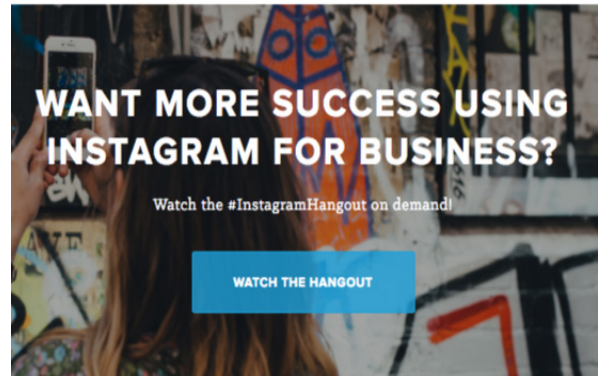 WANT MORE SUCCESS USING
INSTAGRAM FOR BUSINESS?
Watch the #InstagramHangout on demand!
WATCH THE HANGOUT